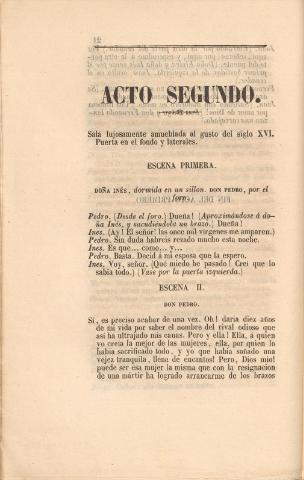 12
ACTO SEGUNDO.
Sala lujosamente amueblada al gusto del siglo XVI.
Puerta en el fondo y laterales.
ESCENA PRIMERA.
DOÑA INÉS, dormida en un sillon. DON PEDRO, por el
foro.
Pedro. (Desde el foro.) Dueña! (Aproximándose á do-
ña Ines, y sacudiéndola un brazo.) Dueña!
Ines. (Ay! El señor! las once mil vírgenes me amparen.)
Pedro. Sin duda habreis rezado mucho esta noche.
Ines. Es que... como... y...
Pedro. Basta. Decid á mi esposa que la espero.
Ines. Voy, señor. (Qué miedo he pasado! Crei que lo
sabia todo.) (Vase por la puerta izquierda.)
ESCENA II.
DON PEDRO.
Sí, es preciso acabar de una vez. Oh! daria diez años
de mi vida por saber el nombre del rival odioso que
así ha ultrajado mis canas. Pero y ella! Ella, á quien
yo creia la mejor de las mujeres, ella, por quien lo
habia sacrificado todo, y yo que habia soñado una
vejez tranquila, llena de encantos! Pero, Dios mio!
puede ser esa mujer la misma que con la resignacion
de una mártir ha logrado arrancarme de los brazos